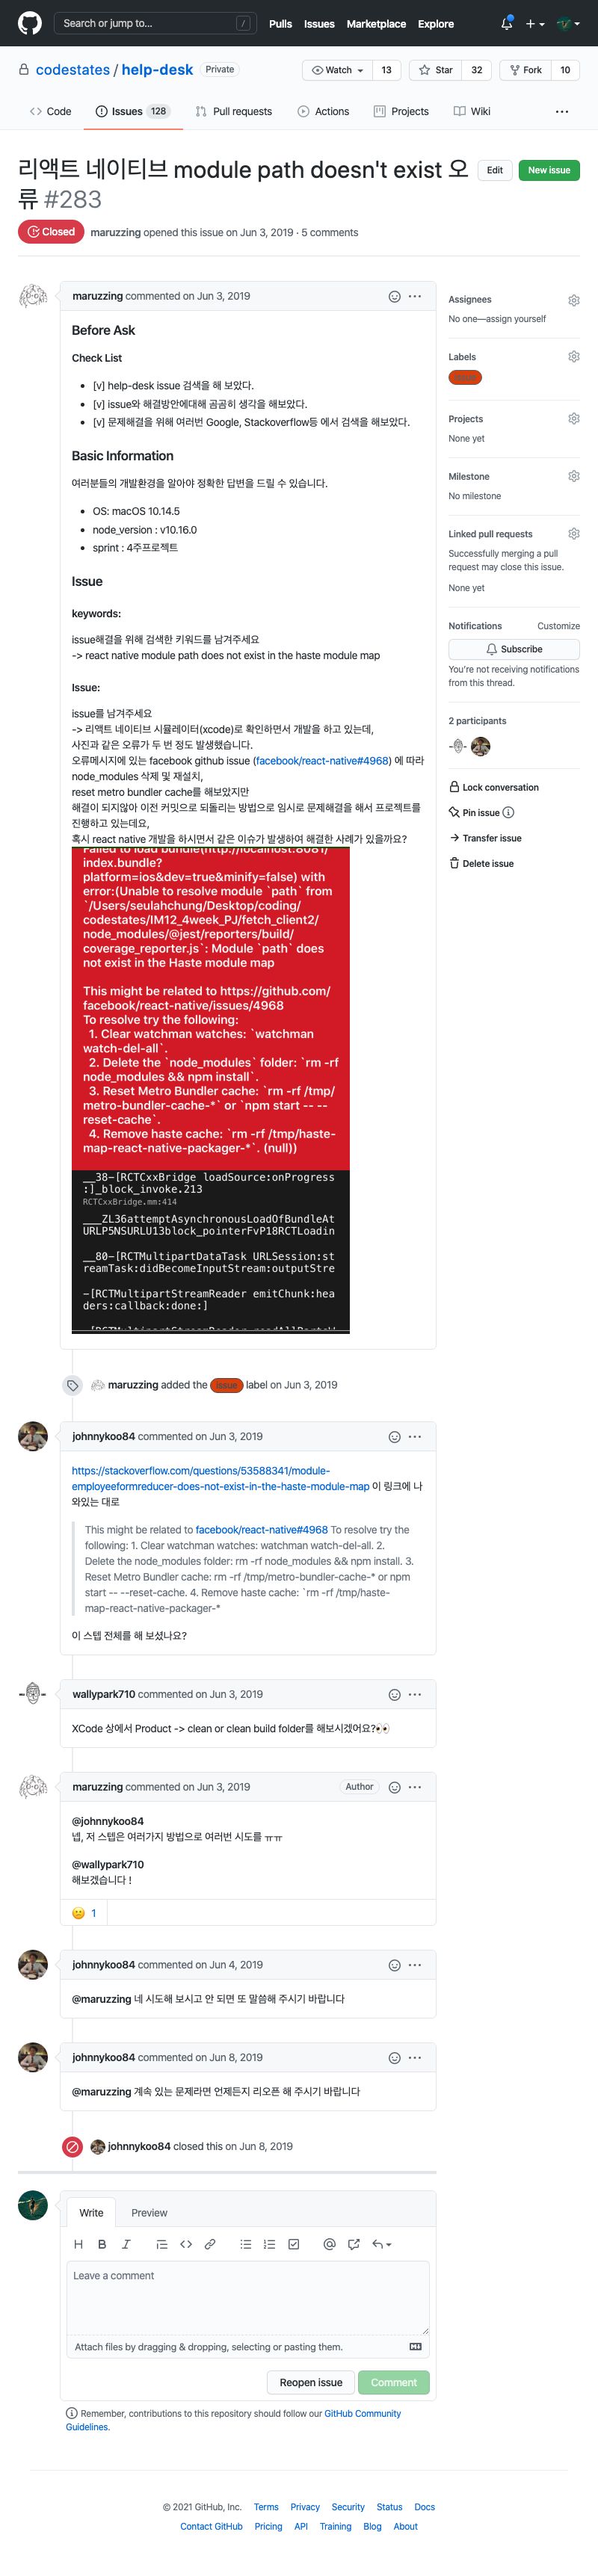 Search or jump to... /
Pulls Issues Marketplace Explore
codestates / help-desk Private
Watch 13 Star 32 Fork 10
Code Issues 128 Pull requests Actions Projects Wiki
리액트 네이티브 module path doesn't exist 오
류 #283
Edit New issue
Closed maruzzing opened this issue on Jun 3, 2019 · 5 comments
maruzzing commented on Jun 3, 2019
Before Ask
Check List
[v] help-desk issue 검색을 해 보았다.
[v] issue와 해결방안에대해 곰곰히 생각을 해보았다.
[v] 문제해결을 위해 여러번 Google, Stackoverflow등 에서 검색을 해보았다.
Basic Information
여러분들의 개발환경을 알아야 정확한 답변을 드릴 수 있습니다.
OS: macOS 10.14.5
node_version : v10.16.0
sprint : 4주프로젝트
Issue
keywords:
issue해결을 위해 검색한 키워드를 남겨주세요
-> react native module path does not exist in the haste module map
Issue:
issue를 남겨주세요
-> 리액트 네이티브 시뮬레이터(xcode)로 확인하면서 개발을 하고 있는데,
사진과 같은 오류가 두 번 정도 발생했습니다.
오류메시지에 있는 facebook github issue (facebook/react-native#4968) 에 따라
node_modules 삭제 및 재설치,
reset metro bundler cache를 해보았지만
해결이 되지않아 이전 커밋으로 되돌리는 방법으로 임시로 문제해결을 해서 프로젝트를
진행하고 있는데요,
혹시 react native 개발을 하시면서 같은 이슈가 발생하여 해결한 사례가 있을까요?
Failed to load bundle(http://localhost:8081/
index.bundle?
platform=ios&dev=true&minify=false) with
error:(Unable to resolve module `path` from
`/Users/seulahchung/Desktop/coding/
codestates/IM12_4week_PJ/fetch_client2/
node_modules/@jest/reporters/build/
coverage_reporter.js`: Module `path` does
not exist in the Haste module map
This might be related to https://github.com/
facebook/react-native/issues/4968
To resolve try the following:
1. Clear watchman watches: `watchman
watch-del-all`.
2. Delete the `node_modules` folder: `rm -rf
node_modules && npm install`.
3. Reset Metro Bundler cache: `rm -rf /tmp/
metro-bundler-cache-*` or `npm start -- --
reset-cache`.
4. Remove haste cache: `rm -rf /tmp/haste-
map-react-native-packager-*`. (null))
__38-[RCTCxxBridge loadSource:onProgress
:]_block_invoke.213
RCTCxxBridge.mm:414
___ZL36attemptAsynchronousLoadOfBundleAt
URLP5NSURLU13block_pointerFvP18RCTLoadin
__80-[RCTMultipartDataTask URLSession:st
reamTask:didBecomeInputStream:outputStre
-[RCTMultipartStreamReader emitChunk:hea
ders:callback:done:]
-[RCTMultipartStreamReader readAllPartsW
maruzzing added the issue label on Jun 3, 2019
johnnykoo84 commented on Jun 3, 2019
https://stackoverflow.com/questions/53588341/module-
employeeformreducer-does-not-exist-in-the-haste-module-map 이 링크에 나
와있는 대로
This might be related to facebook/react-native#4968 To resolve try the
following: 1. Clear watchman watches: watchman watch-del-all. 2.
Delete the node_modules folder: rm -rf node_modules && npm install. 3.
Reset Metro Bundler cache: rm -rf /tmp/metro-bundler-cache-* or npm
start -- --reset-cache. 4. Remove haste cache: `rm -rf /tmp/haste-
map-react-native-packager-*
이 스텝 전체를 해 보셨나요?
wallypark710 commented on Jun 3, 2019
XCode 상에서 Product -> clean or clean build folder를 해보시겠어요?👀
maruzzing commented on Jun 3, 2019 Author
@johnnykoo84
넵, 저 스텝은 여러가지 방법으로 여러번 시도를 ㅠㅠ
@wallypark710
해보겠습니다 !
😕 1
johnnykoo84 commented on Jun 4, 2019
@maruzzing 네 시도해 보시고 안 되면 또 말씀해 주시기 바랍니다
johnnykoo84 commented on Jun 8, 2019
@maruzzing 계속 있는 문제라면 언제든지 리오픈 해 주시기 바랍니다
johnnykoo84 closed this on Jun 8, 2019
Write Preview
Leave a comment
Attach files by dragging & dropping, selecting or pasting them.
Reopen issue Comment
Remember, contributions to this repository should follow our GitHub Community
Guidelines.
Assignees
No one—assign yourself
Labels
issue
Projects
None yet
Milestone
No milestone
Linked pull requests
Successfully merging a pull
request may close this issue.
None yet
Notifications Customize
Subscribe
You're not receiving notifications
from this thread.
2 participants
Lock conversation
Pin issue
Transfer issue
Delete issue
© 2021 GitHub, Inc. Terms Privacy Security Status Docs
Contact GitHub Pricing API Training Blog About